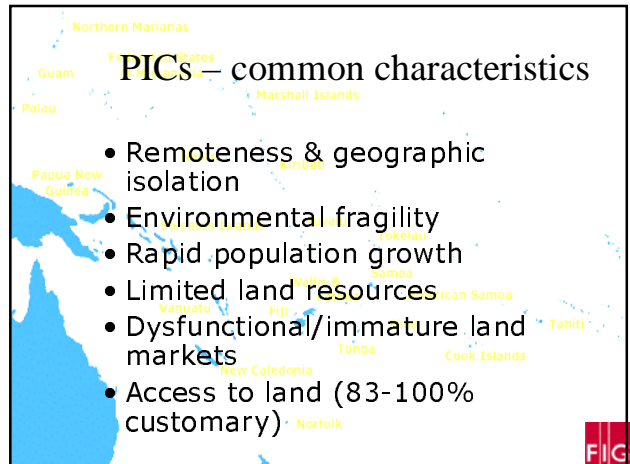 Northern Marianas
PICs – common characteristics
Guam
Marshall Islands
Palau
• Remoteness & geographic
isolation
Kiribati
Papua New
Guinea
• Environmental fragility
Tokelau
• Rapid population growth
Samoa
• Limited land resources
American Samoa
Vanuatu
Fiji
• Dysfunctional/immature land
markets
Tahiti
Tonga
Cook Islands
New Caledonia
• Access to land (83-100%
customary)
Norfolk
FIG